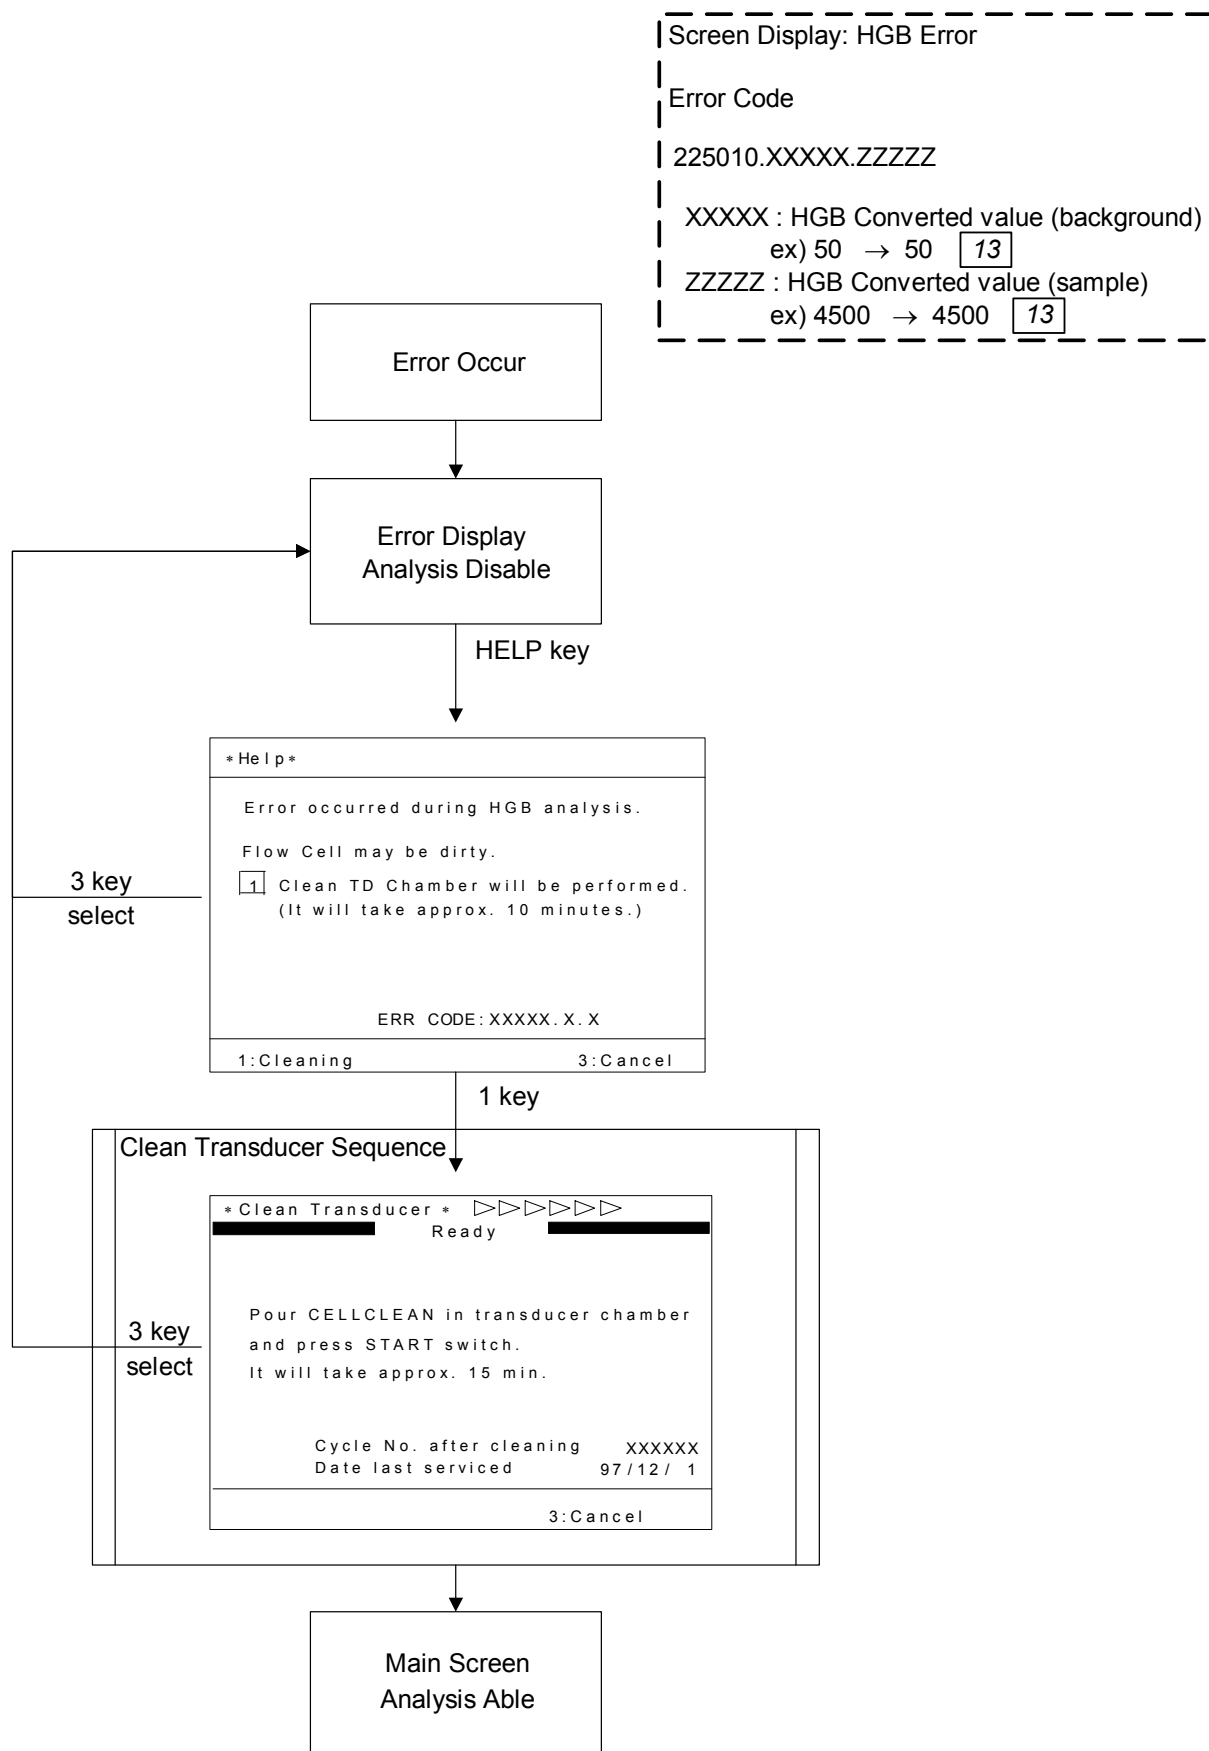 Screen Display: HGB Error
Error Code
225010.XXXXX.ZZZZZ
XXXXX : HGB Converted value (background)
ex) 50 → 50 13
ZZZZZ : HGB Converted value (sample)
ex) 4500 → 4500 13
Error Occur
Error Display
Analysis Disable
HELP key
*Help*
Error occurred during HGB analysis.
Flow Cell may be dirty.
1 Clean TD Chamber will be performed.
(It will take approx. 10 minutes.)
ERR CODE:XXXXX.X.X
1:Cleaning 3:Cancel
3 key
select
1 key
Clean Transducer Sequence
*Clean Transducer * ▷▷▷▷▷▷
Ready
Pour CELLCLEAN in transducer chamber
and press START switch.
It will take approx. 15 min.
Cycle No. after cleaning XXXXXX
Date last serviced 97/12/ 1
3:Cancel
3 key
select
Main Screen
Analysis Able